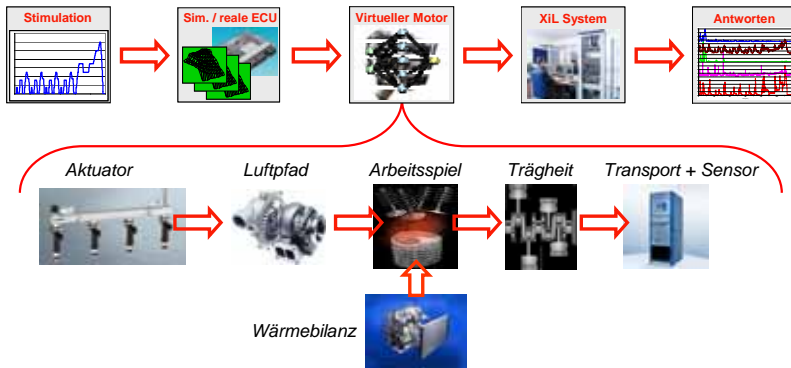 Stimulation
Sim. / reale ECU
Virtueller Motor
XiL System
Antworten
Aktuator
Luftpfad
Arbeitsspiel
Trägheit
Transport + Sensor
Wärmebilanz